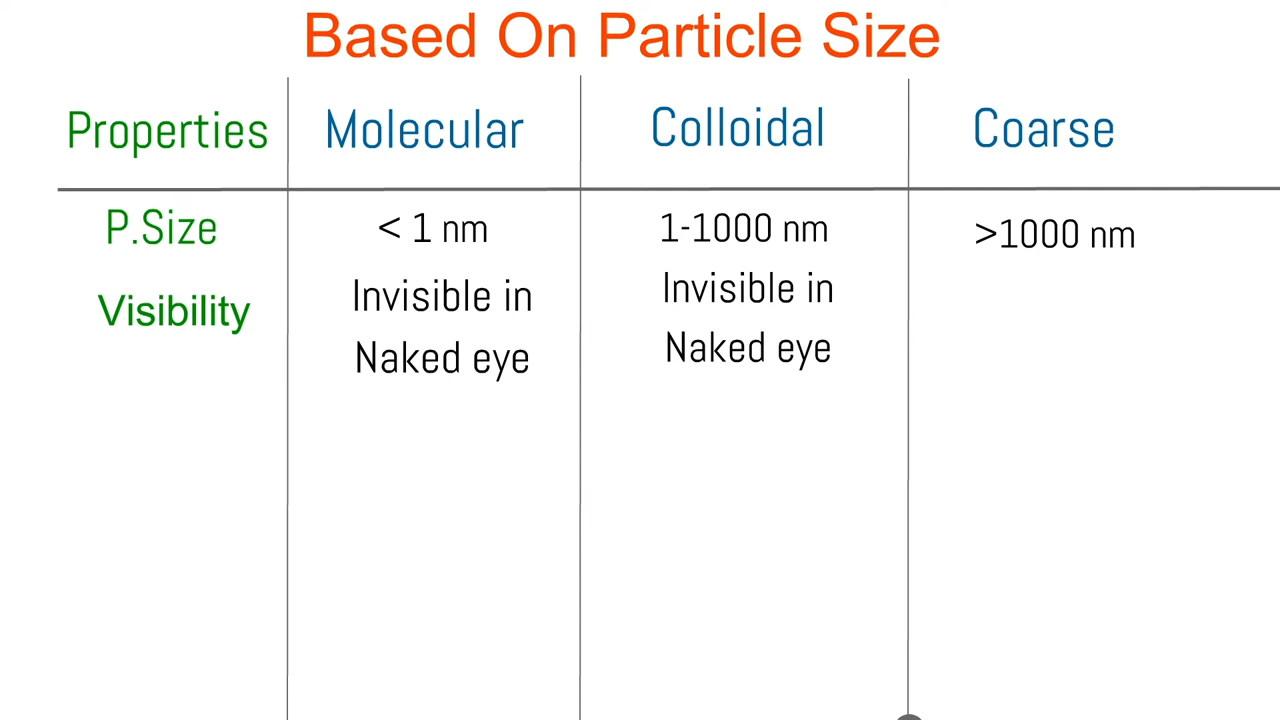 Based On Particle Size
Properties Molecular Colloidal Coarse
P.Size < 1 nm 1-1000 nm >1000 nm
Visibility Invisible in Invisible in
Naked eye Naked eye